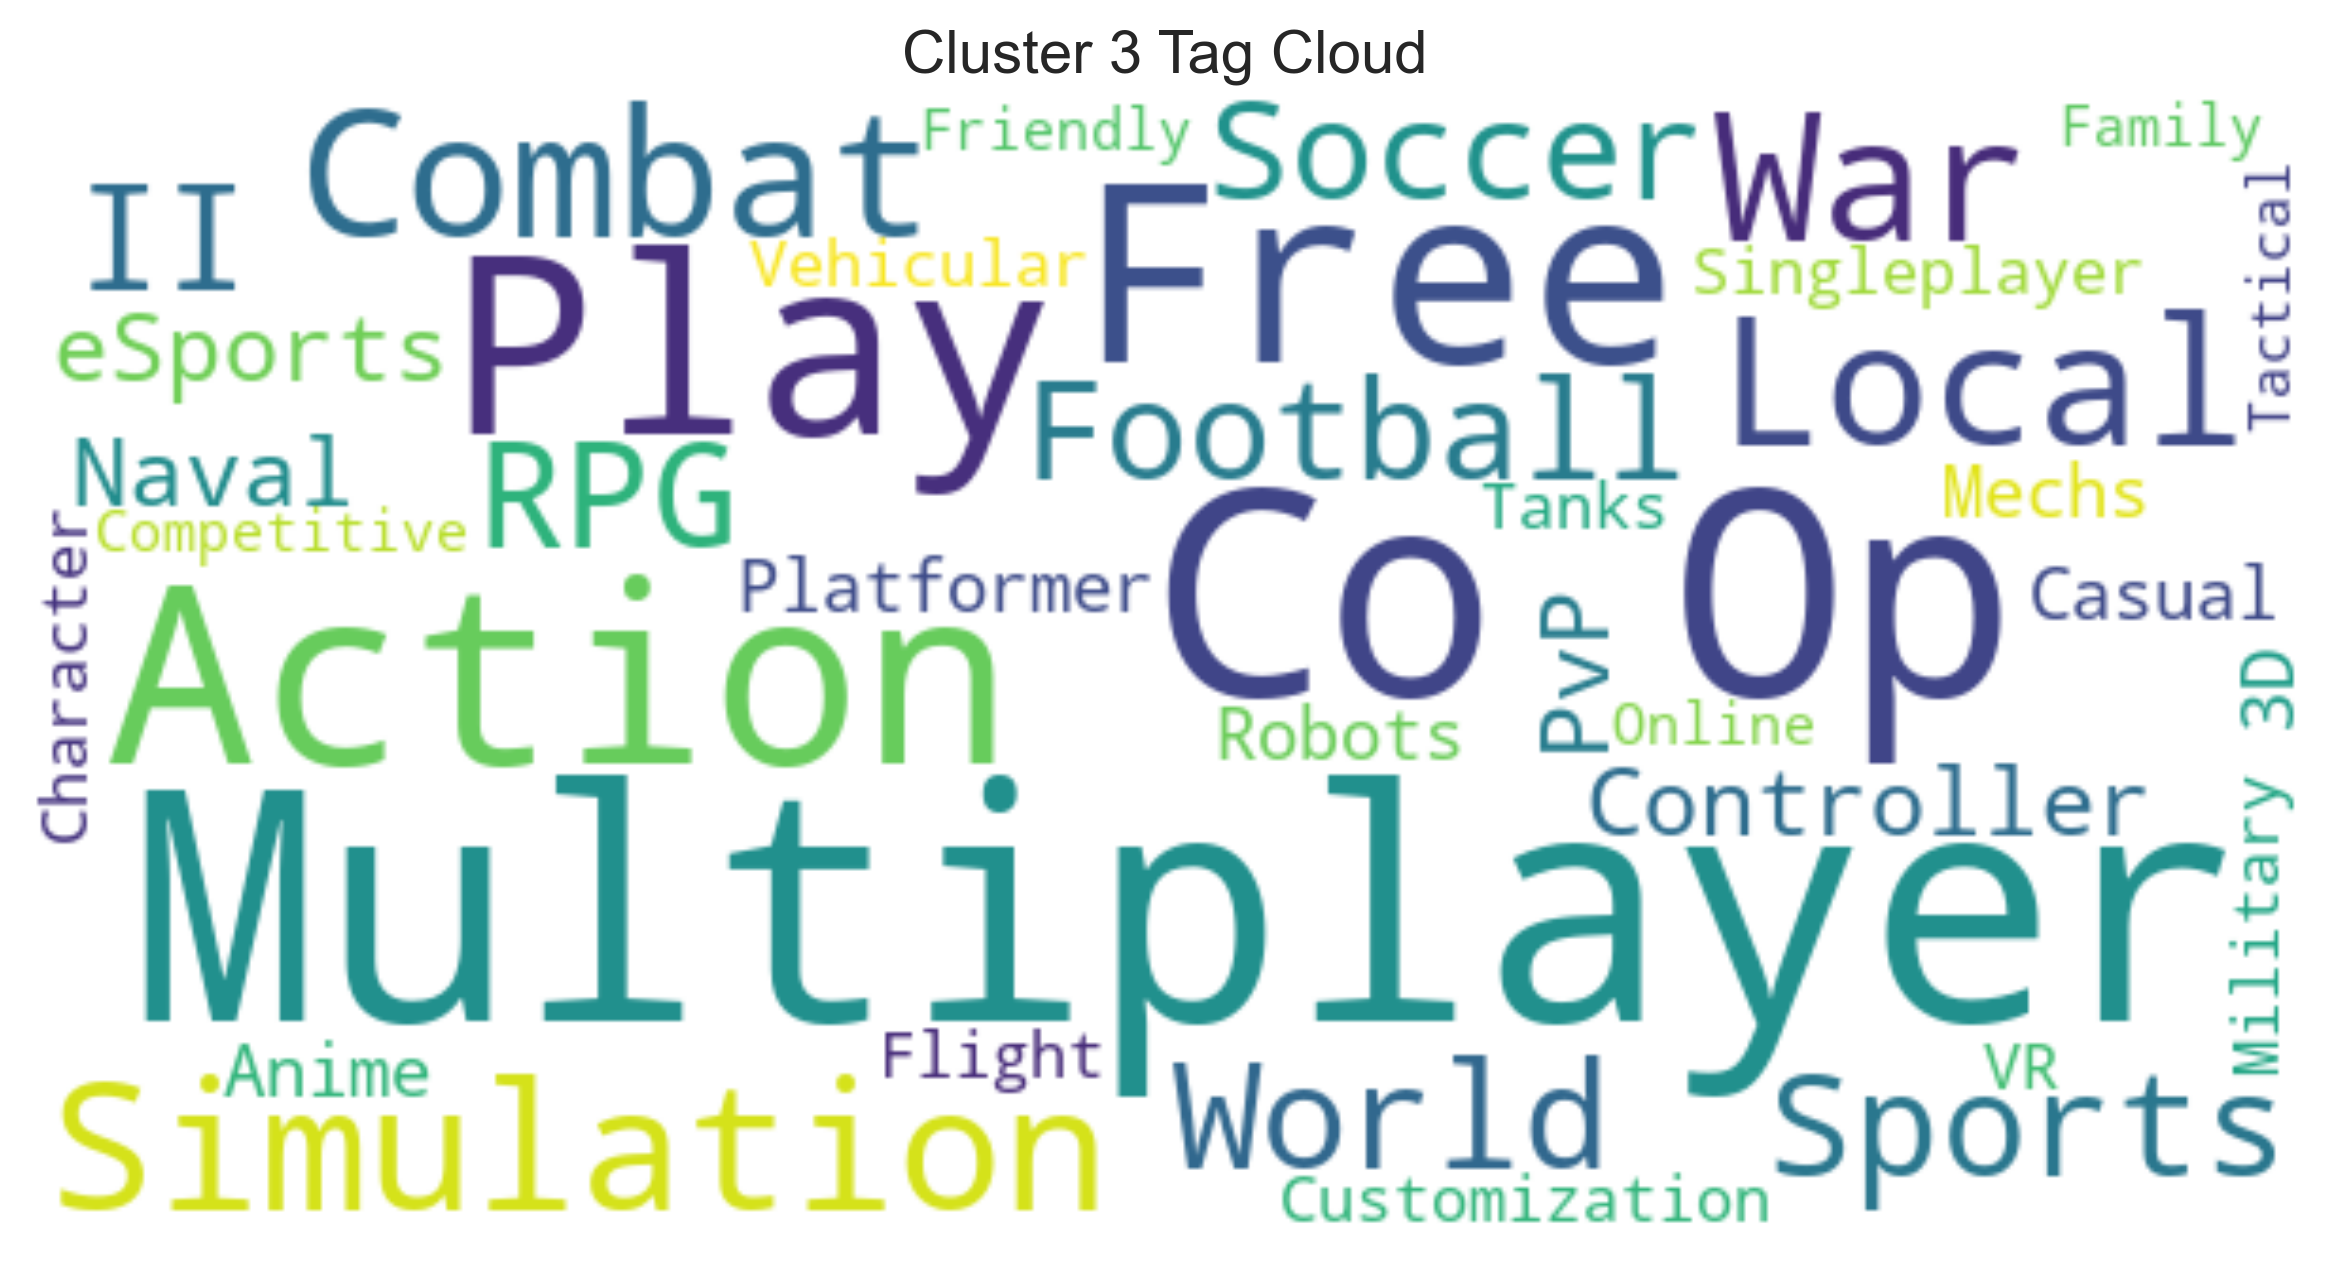 Cluster 3 Tag Cloud
Combat
Friendly
Soccer
War
Family
II
Play
Vehicular
Free
Singleplayer
Tactical
eSports
Football
Local
Naval
RPG
Tanks
Mechs
Competitive
Character
Platformer
Co Op
Casual
Action
PvP
Robots
Online
3D
Controller
Multiplayer
Military
Anime
Flight
World
VR
Simulation
Sports
Customization